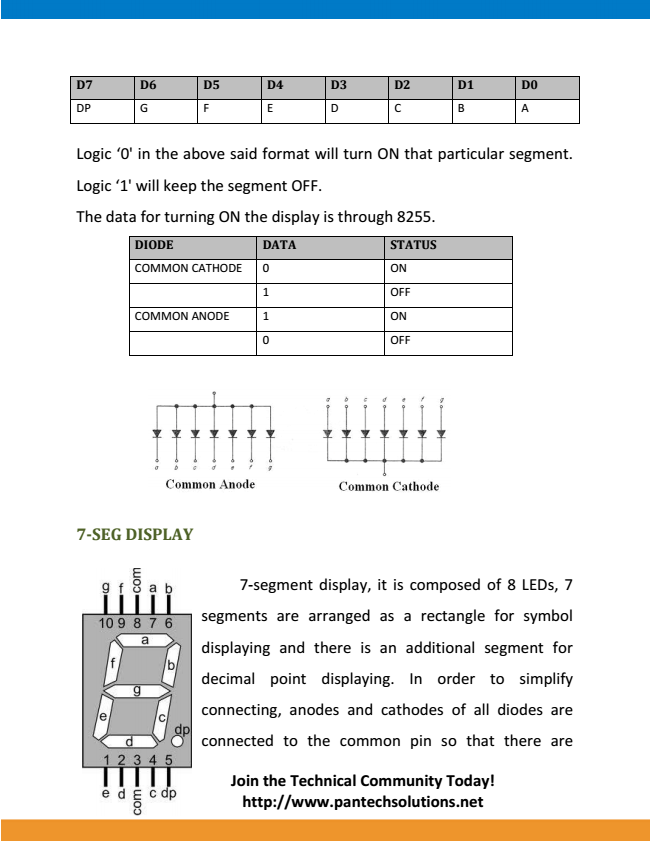 D7 D6 D5 D4 D3 D2 D1 D0
DP G F E D C B A
Logic ‘0' in the above said format will turn ON that particular segment.
Logic ‘1' will keep the segment OFF.
The data for turning ON the display is through 8255.
DIODE DATA STATUS
COMMON CATHODE 0 ON
1 OFF
COMMON ANODE 1 ON
0 OFF
a b c d e f g
a b c d e f g
Common Anode
Common Cathode
7-SEG DISPLAY
g f com a b
10 9 8 7 6
a
f b
g
e c
d dp
1 2 3 4 5
e d com c dp
7-segment display, it is composed of 8 LEDs, 7
segments are arranged as a rectangle for symbol
displaying and there is an additional segment for
decimal point displaying. In order to simplify
connecting, anodes and cathodes of all diodes are
connected to the common pin so that there are
Join the Technical Community Today!
http://www.pantechsolutions.net